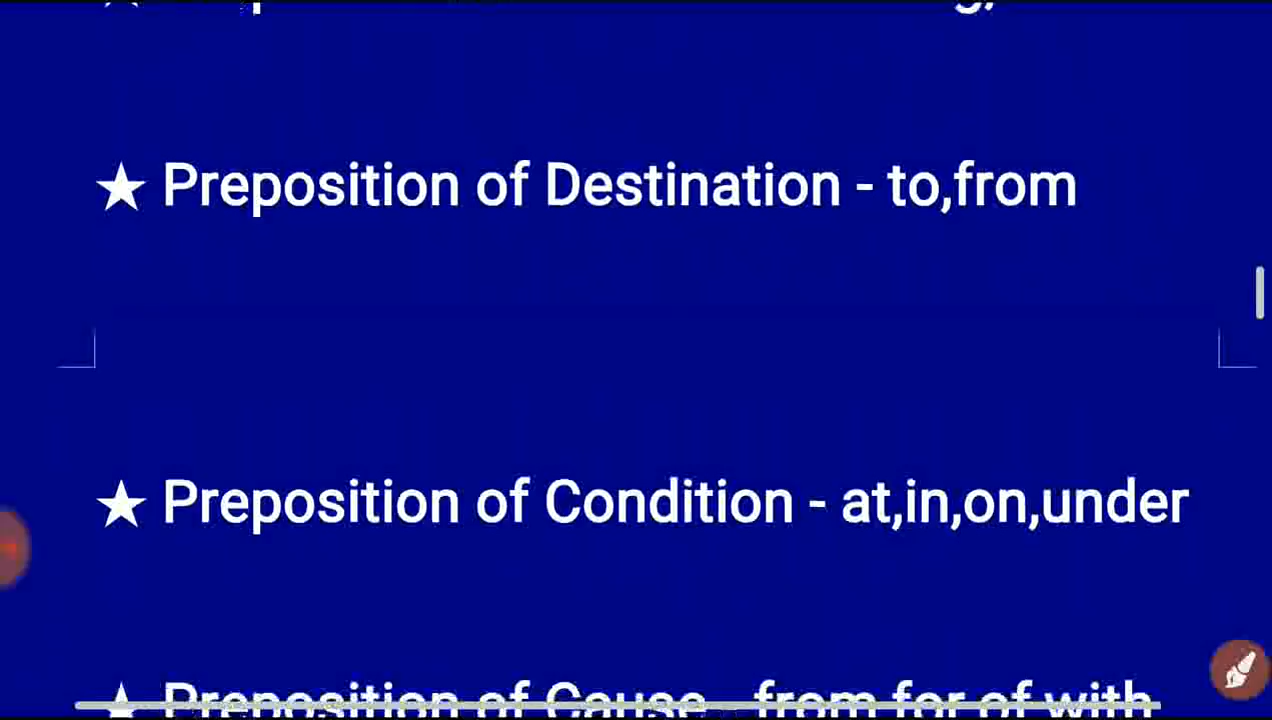 ★ Preposition of Destination - to,from
★ Preposition of Condition - at,in,on,under
★ Preposition of Cause - from,for,of,with